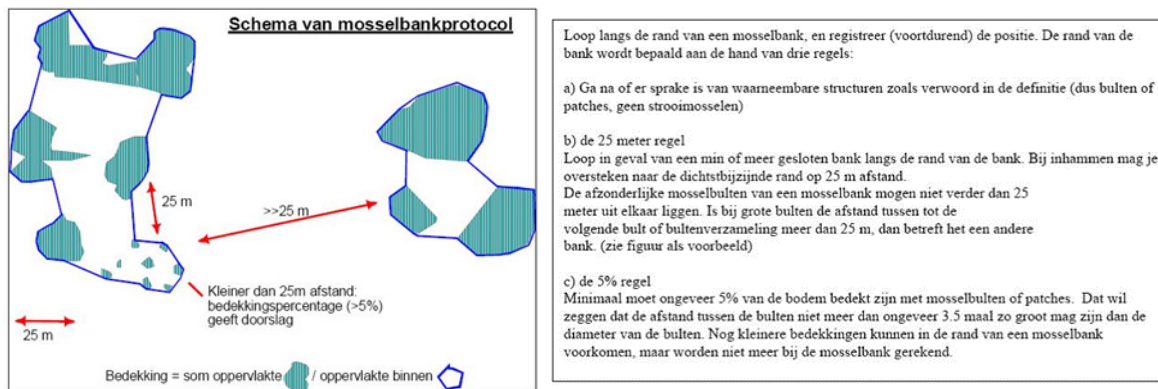 Schema van mosselbankprotocol
25 m
>>25 m
Kleiner dan 25m afstand:
bedekkingspercentage (>5%)
geeft doorslag
25 m
Bedekking = som oppervlakte / oppervlakte binnen
Loop langs de rand van een mosselbank, en registreer (voortdurend) de positie. De rand van de
bank wordt bepaald aan de hand van drie regels:
a) Ga na of er sprake is van waarneembare structuren zoals verwoord in de definitie (dus bulten of
patches, geen strooimosselen)
b) de 25 meter regel
Loop in geval van een min of meer gesloten bank langs de rand van de bank. Bij inhammen mag je
oversteken naar de dichtstbijzijnde rand op 25 m afstand.
De afzonderlijke mosselbulten van een mosselbank mogen niet verder dan 25
meter uit elkaar liggen. Is bij grote bulten de afstand tussen tot de
volgende bult of bultenverzameling meer dan 25 m, dan betreft het een andere
bank. (zie figuur als voorbeeld)
c) de 5% regel
Minimaal moet ongeveer 5% van de bodem bedekt zijn met mosselbulten of patches. Dat wil
zeggen dat de afstand tussen de bulten niet meer dan ongeveer 3.5 maal zo groot mag zijn dan de
diameter van de bulten. Nog kleinere bedekkingen kunnen in de rand van een mosselbank
voorkomen, maar worden niet meer bij de mosselbank gerekend.